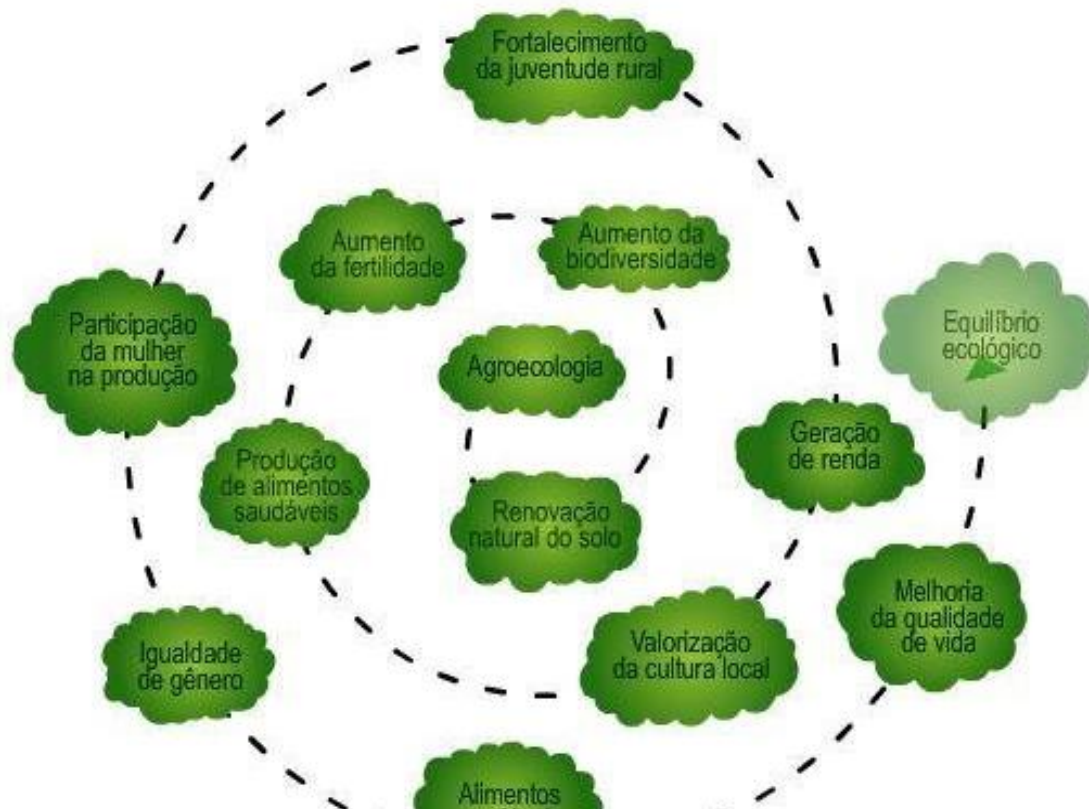 Fortalecimento
da juventude rural
Aumento
da fertilidade
Aumento da
biodiversidade
Participação
da mulher
na produção
Equilíbrio
ecológico
Agroecologia
Geração
de renda
Produção
de alimentos
saudáveis
Renovação
natural do solo
Melhoria
da qualidade
de vida
Valorização
da cultura local
Igualdade
de gênero
Alimentos